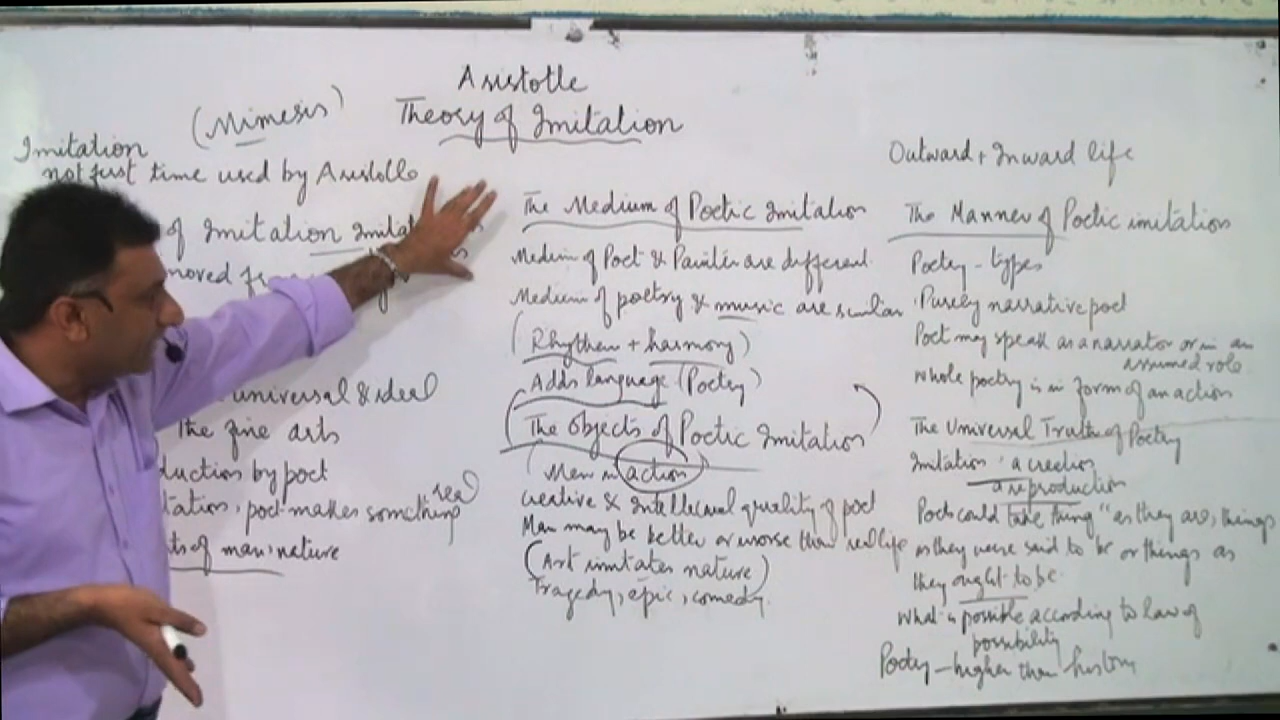 Aristotle
Theory of Imitation
(Mimesis)
Imitation
not first time used by Aristotle
of Imitation
universal & ideal
The fine arts
by poet
poet makes something real
of man, nature
The Medium of Poetic Imitation
Medium of Poet & Painter are different
Medium of poetry & music are similar
(Rhythm + harmony)
Adds language (Poetry)
The Objects of Poetic Imitation
(Men in action)
creative & Intellectual quality of poet
Man may be better or worse than real life
(Art imitates nature)
Tragedy, epic, comedy
Outward + Inward life
The Manner of Poetic imitation
Poetry - types
Purely narrative poet
Poet may speak as a narrator or in an
assumed role
whole poetry is in form of an action
The Universal Truth of Poetry
Imitation a creation
a reproduction
Poets could take thing "as they are, things
as they were said to be or things as
they ought to be
what is possible according to law of
possibility
Poetry - higher than history